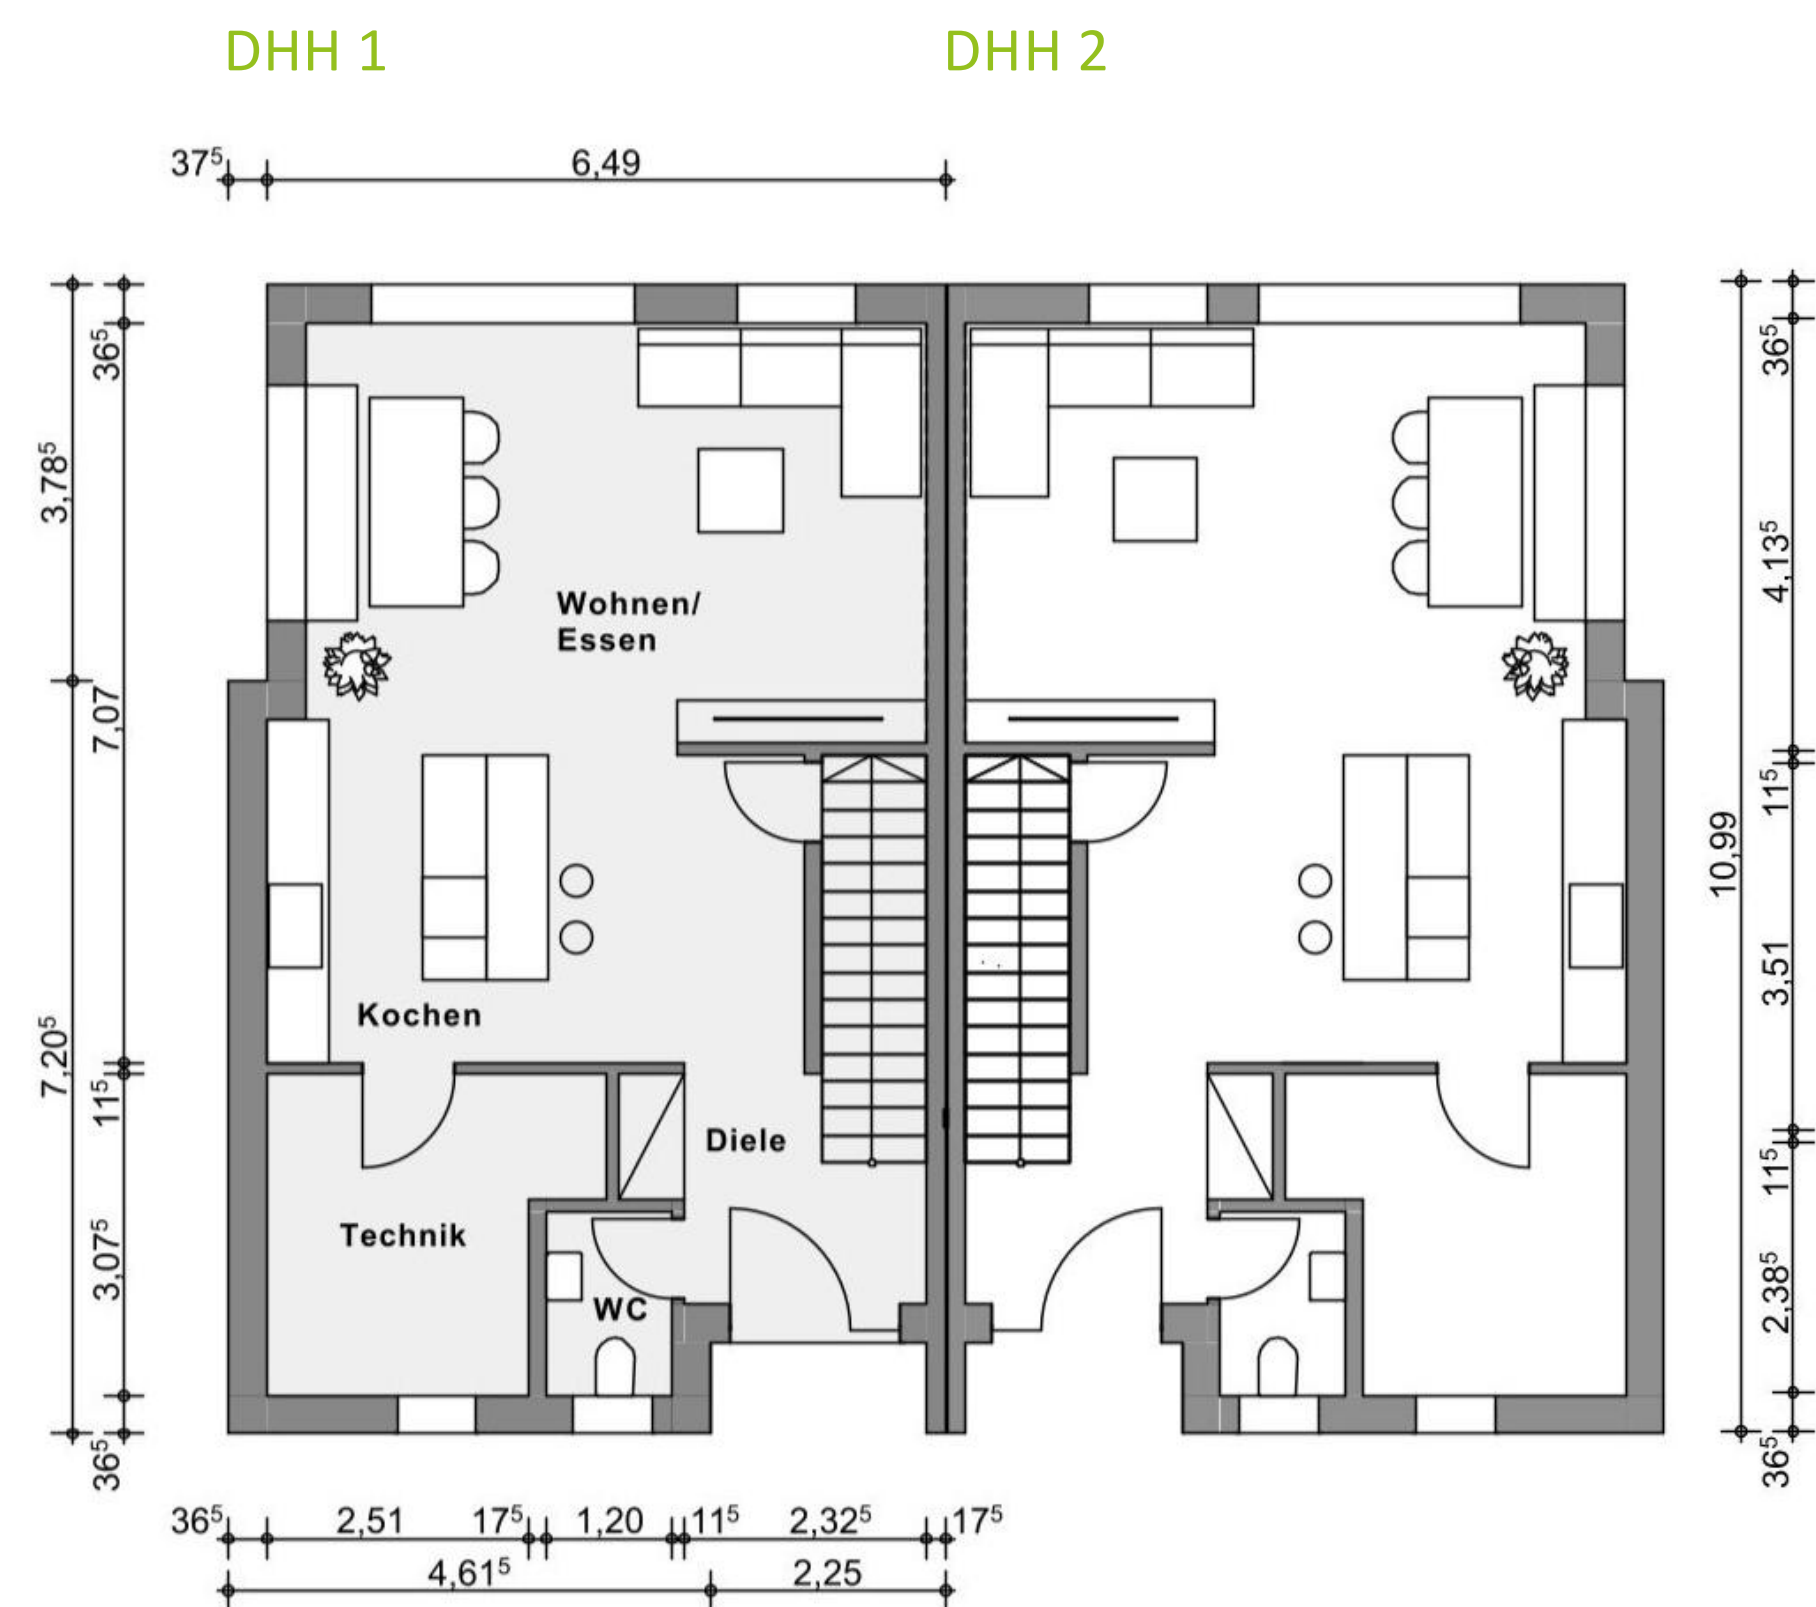 DHH 1
DHH 2
37⁵
6,49
36⁵
3,78⁵
7,07
7,20⁵
11⁵
3,07⁵
36⁵
Wohnen/
Essen
Kochen
Diele
Technik
WC
36⁵
4,13⁵
11⁵
10,99
3,51
11⁵
2,38⁵
36⁵
36⁵ 2,51 17⁵ 1,20 11⁵ 2,32⁵ 17⁵
4,61⁵ 2,25